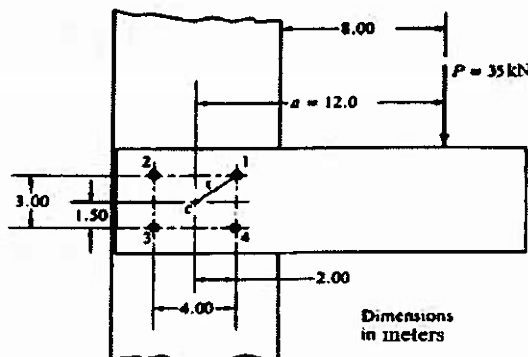 8.00
P = 35 kN
a = 12.0
2
1
r
3.00
1.50
C
3
4
2.00
4.00
Dimensions
in meters